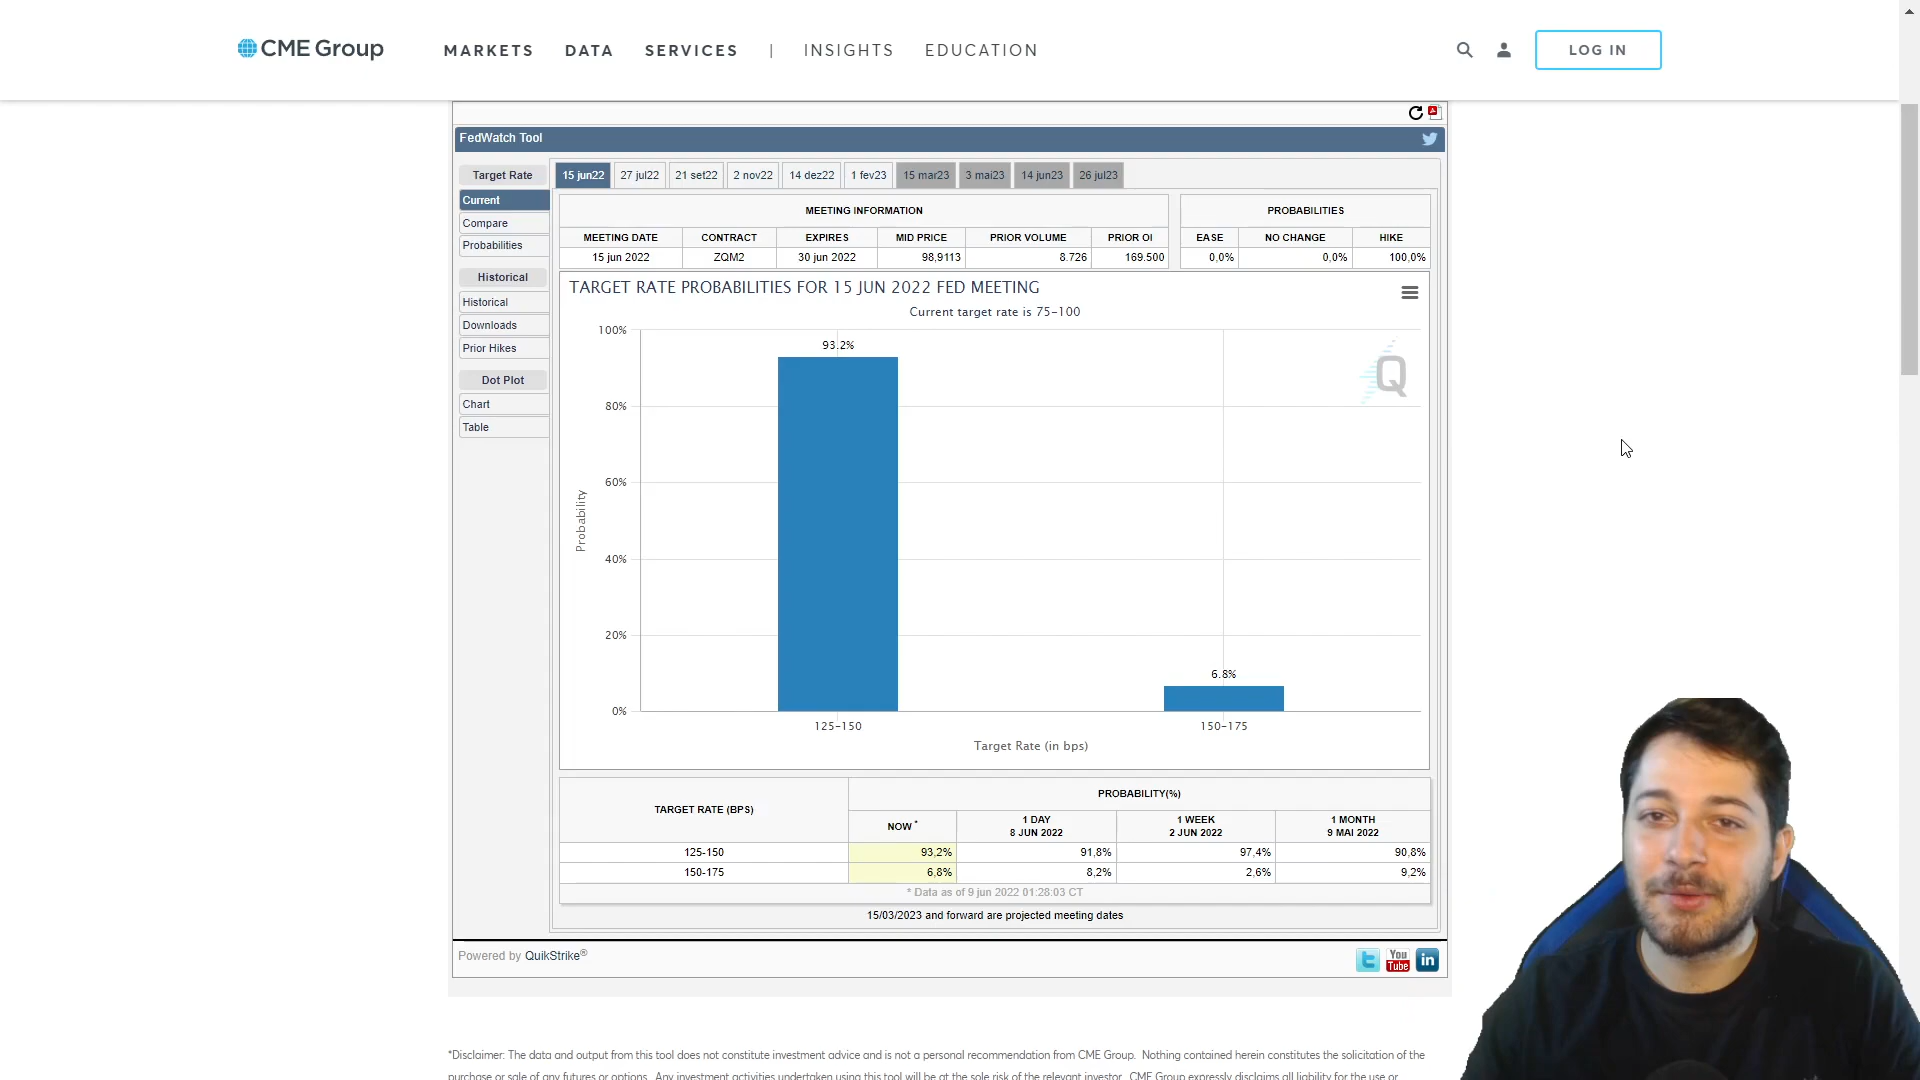 CME Group
MARKETS DATA SERVICES | INSIGHTS EDUCATION
LOG IN
FedWatch Tool
Target Rate
Current
Compare
Probabilities
Historical
Historical
Downloads
Prior Hikes
Dot Plot
Chart
Table
15 jun22 27 jul22 21 set22 2 nov22 14 dez22 1 fev23 15 mar23 3 mai23 14 jun23 26 jul23
MEETING INFORMATION
MEETING DATE CONTRACT EXPIRES MID PRICE PRIOR VOLUME PRIOR OI
15 jun 2022 ZQM2 30 jun 2022 98,9113 8.726 169.500
PROBABILITIES
EASE NO CHANGE HIKE
0,0% 0,0% 100,0%
TARGET RATE PROBABILITIES FOR 15 JUN 2022 FED MEETING
Current target rate is 75-100
Probability
100%
80%
60%
40%
20%
0%
93.2%
6.8%
Q
125-150 150-175
Target Rate (in bps)
TARGET RATE (BPS) PROBABILITY(%)
NOW * 1 DAY 1 WEEK 1 MONTH
8 JUN 2022 2 JUN 2022 9 MAI 2022
125-150 93,2% 91,8% 97,4% 90,8%
150-175 6,8% 8,2% 2,6% 9,2%
* Data as of 9 jun 2022 01:28:03 CT
15/03/2023 and forward are projected meeting dates
Powered by QuikStrike®
You Tube in
*Disclaimer: The data and output from this tool does not constitute investment advice and is not a personal recommendation from CME Group. Nothing contained herein constitutes the solicitation of the
purchase or sale of any futures or options. Any investment activities undertaken using this tool will be at the sole risk of the relevant investor. CME Group expressly disclaims all liability for the use or